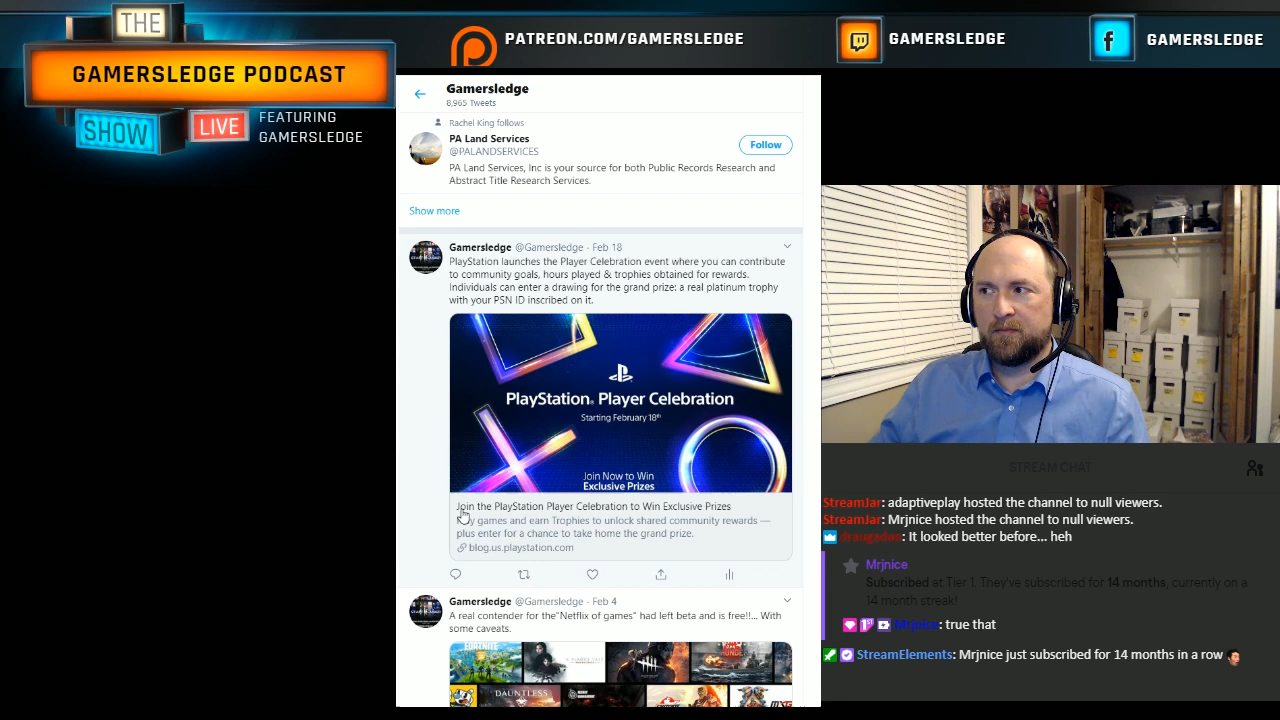 THE
GAMERSLEDGE PODCAST
SHOW
LIVE
FEATURING
GAMERSLEDGE
PATREON.COM/GAMERSLEDGE
GAMERSLEDGE
GAMERSLEDGE
Gamersledge
8,965 Tweets
Rachel King follows
PA Land Services
@PALANDSERVICES
Follow
PA Land Services, Inc is your source for both Public Records Research and
Abstract Title Research Services.
Show more
Gamersledge @Gamersledge · Feb 18
PlayStation launches the Player Celebration event where you can contribute
to community goals, hours played & trophies obtained for rewards.
Individuals can enter a drawing for the grand prize: a real platinum trophy
with your PSN ID inscribed on it.
PlayStation® Player Celebration
Starting February 18th
Join Now to Win
Exclusive Prizes
Join the PlayStation Player Celebration to Win Exclusive Prizes
games and earn Trophies to unlock shared community rewards —
plus enter for a chance to take home the grand prize.
blog.us.playstation.com
Gamersledge @Gamersledge · Feb 4
A real contender for the"Netflix of games" had left beta and is free!!... With
some caveats.
FORTNITE
DAUNTLESS
STREAM CHAT
StreamJar: adaptiveplay hosted the channel to null viewers.
StreamJar: Mrjnice hosted the channel to null viewers.
draugadan: It looked better before... heh
Mrjnice
Subscribed at Tier 1. They've subscribed for 14 months, currently on a
14 month streak!
1ST
Mrjnice: true that
StreamElements: Mrjnice just subscribed for 14 months in a row